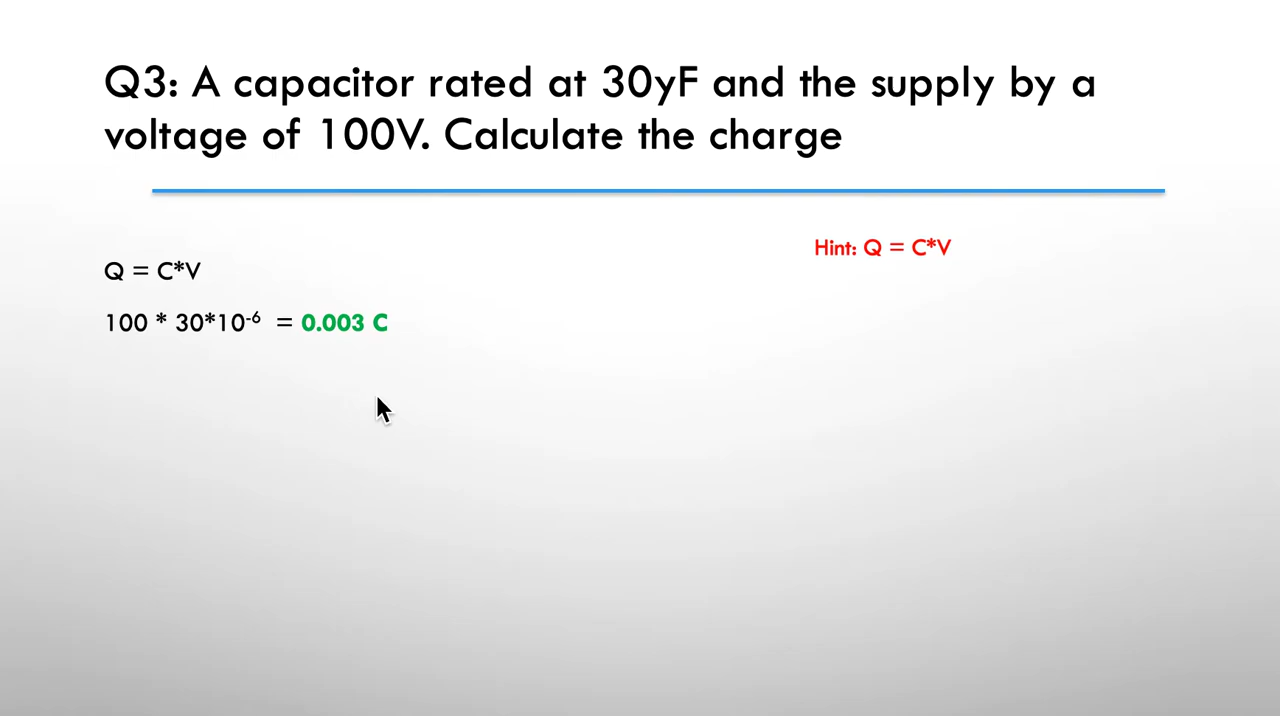 Q3: A capacitor rated at 30yF and the supply by a
voltage of 100V. Calculate the charge
Hint: Q = C*V
Q = C*V
100 * 30*10⁻⁶ = 0.003 C